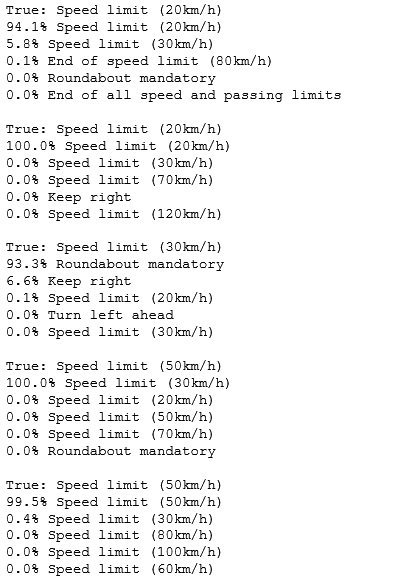 True: Speed limit (20km/h)
94.1% Speed limit (20km/h)
5.8% Speed limit (30km/h)
0.1% End of speed limit (80km/h)
0.0% Roundabout mandatory
0.0% End of all speed and passing limits
True: Speed limit (20km/h)
100.0% Speed limit (20km/h)
0.0% Speed limit (30km/h)
0.0% Speed limit (70km/h)
0.0% Keep right
0.0% Speed limit (120km/h)
True: Speed limit (30km/h)
93.3% Roundabout mandatory
6.6% Keep right
0.1% Speed limit (20km/h)
0.0% Turn left ahead
0.0% Speed limit (30km/h)
True: Speed limit (50km/h)
100.0% Speed limit (30km/h)
0.0% Speed limit (20km/h)
0.0% Speed limit (50km/h)
0.0% Speed limit (70km/h)
0.0% Roundabout mandatory
True: Speed limit (50km/h)
99.5% Speed limit (50km/h)
0.4% Speed limit (30km/h)
0.0% Speed limit (80km/h)
0.0% Speed limit (100km/h)
0.0% Speed limit (60km/h)